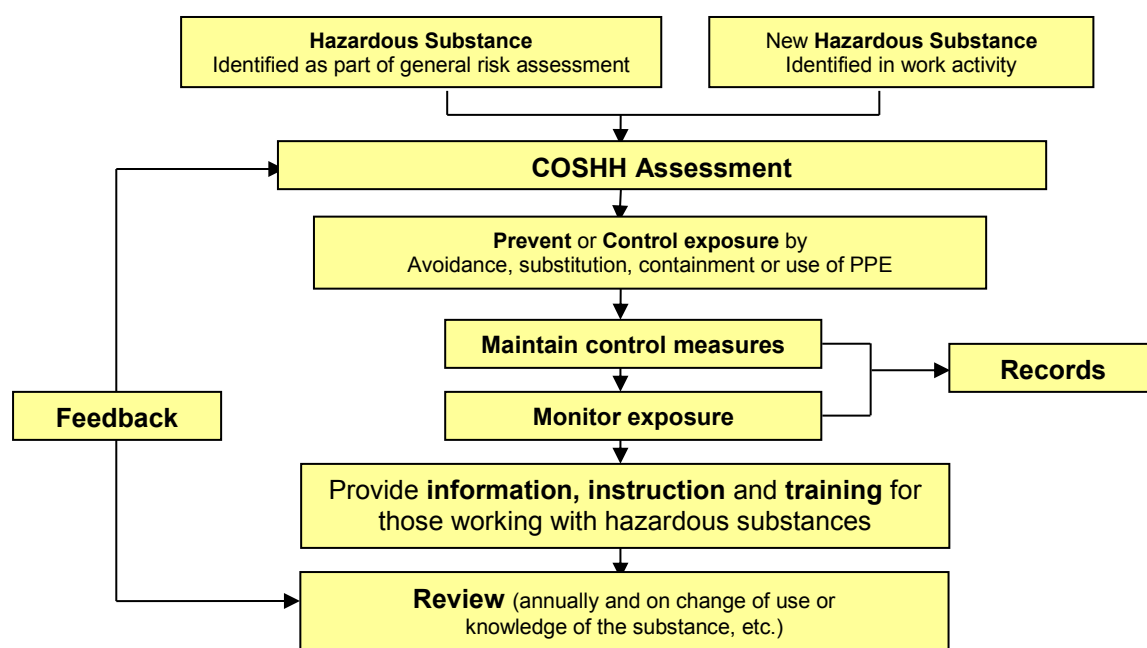 Hazardous Substance
Identified as part of general risk assessment
New Hazardous Substance
Identified in work activity
COSHH Assessment
Prevent or Control exposure by
Avoidance, substitution, containment or use of PPE
Maintain control measures
Records
Monitor exposure
Feedback
Provide information, instruction and training for
those working with hazardous substances
Review (annually and on change of use or
knowledge of the substance, etc.)